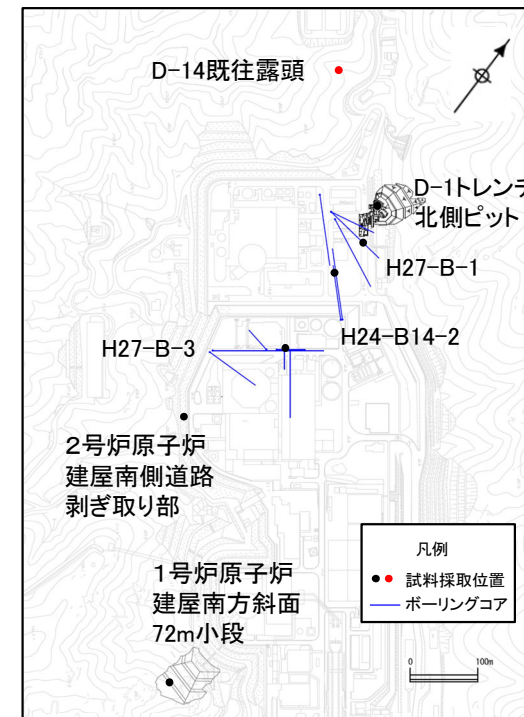 D-14既往露頭
D-1トレンチ
北側ピット
H27-B-1
H24-B14-2
H27-B-3
2号炉原子炉
建屋南側道路
剥ぎ取り部
1号炉原子炉
建屋南方斜面
72m小段
凡例
試料採取位置
ボーリングコア
0 100m